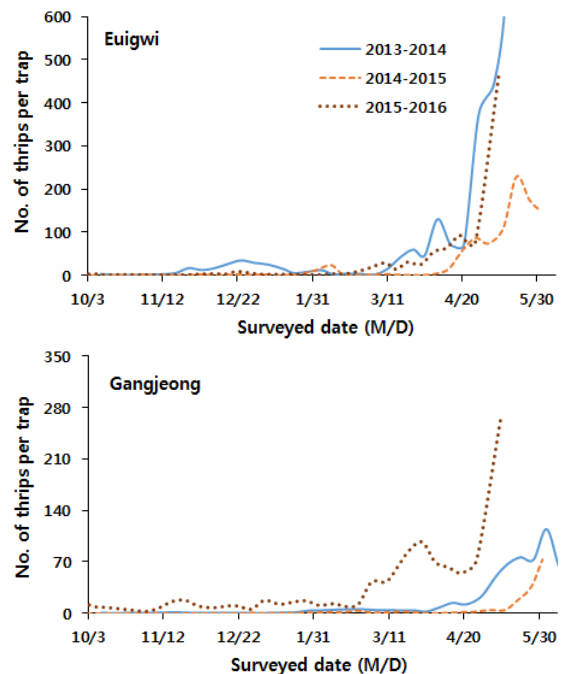 Euigwi
No. of thrips per trap
600
500
400
300
200
100
0
2013-2014
2014-2015
2015-2016
10/3 11/12 12/22 1/31 3/11 4/20 5/30
Surveyed date (M/D)
Gangjeong
No. of thrips per trap
350
280
210
140
70
0
10/3 11/12 12/22 1/31 3/11 4/20 5/30
Surveyed date (M/D)